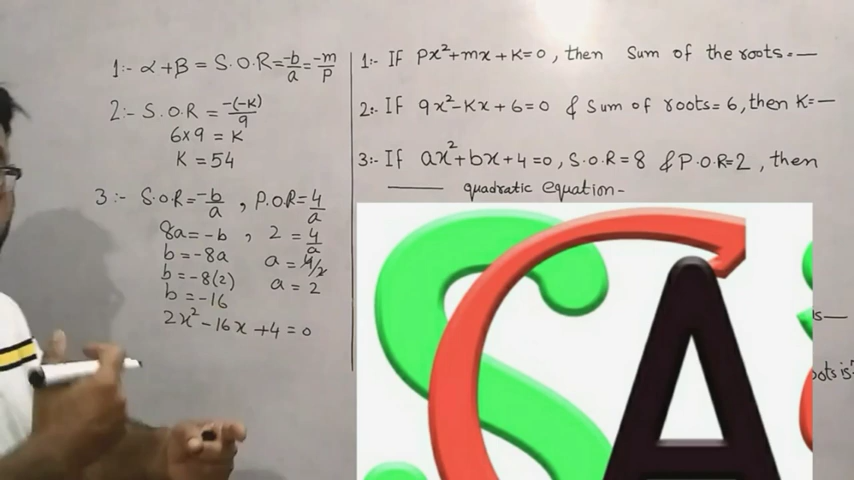 1:- α+β = S.O.R = -b/a = -m/P
2:- S.O.R = -(-K)/9
6x9 = K
K = 54
3:- S.O.R = -b/a , P.O.R = 4/a
8a = -b , 2 = 4/a
b = -8a a = 4/2
b = -8(2) a = 2
b = -16
2x² - 16x + 4 = 0
1:- IF Px²+mx+K=0, then Sum of the roots = —
2:- IF 9x²-Kx+6=0 & Sum of roots=6, then K=—
3:- If ax²+bx+4=0, S.O.R=8 & P.O.R=2, then
—— quadratic equation-
SCA